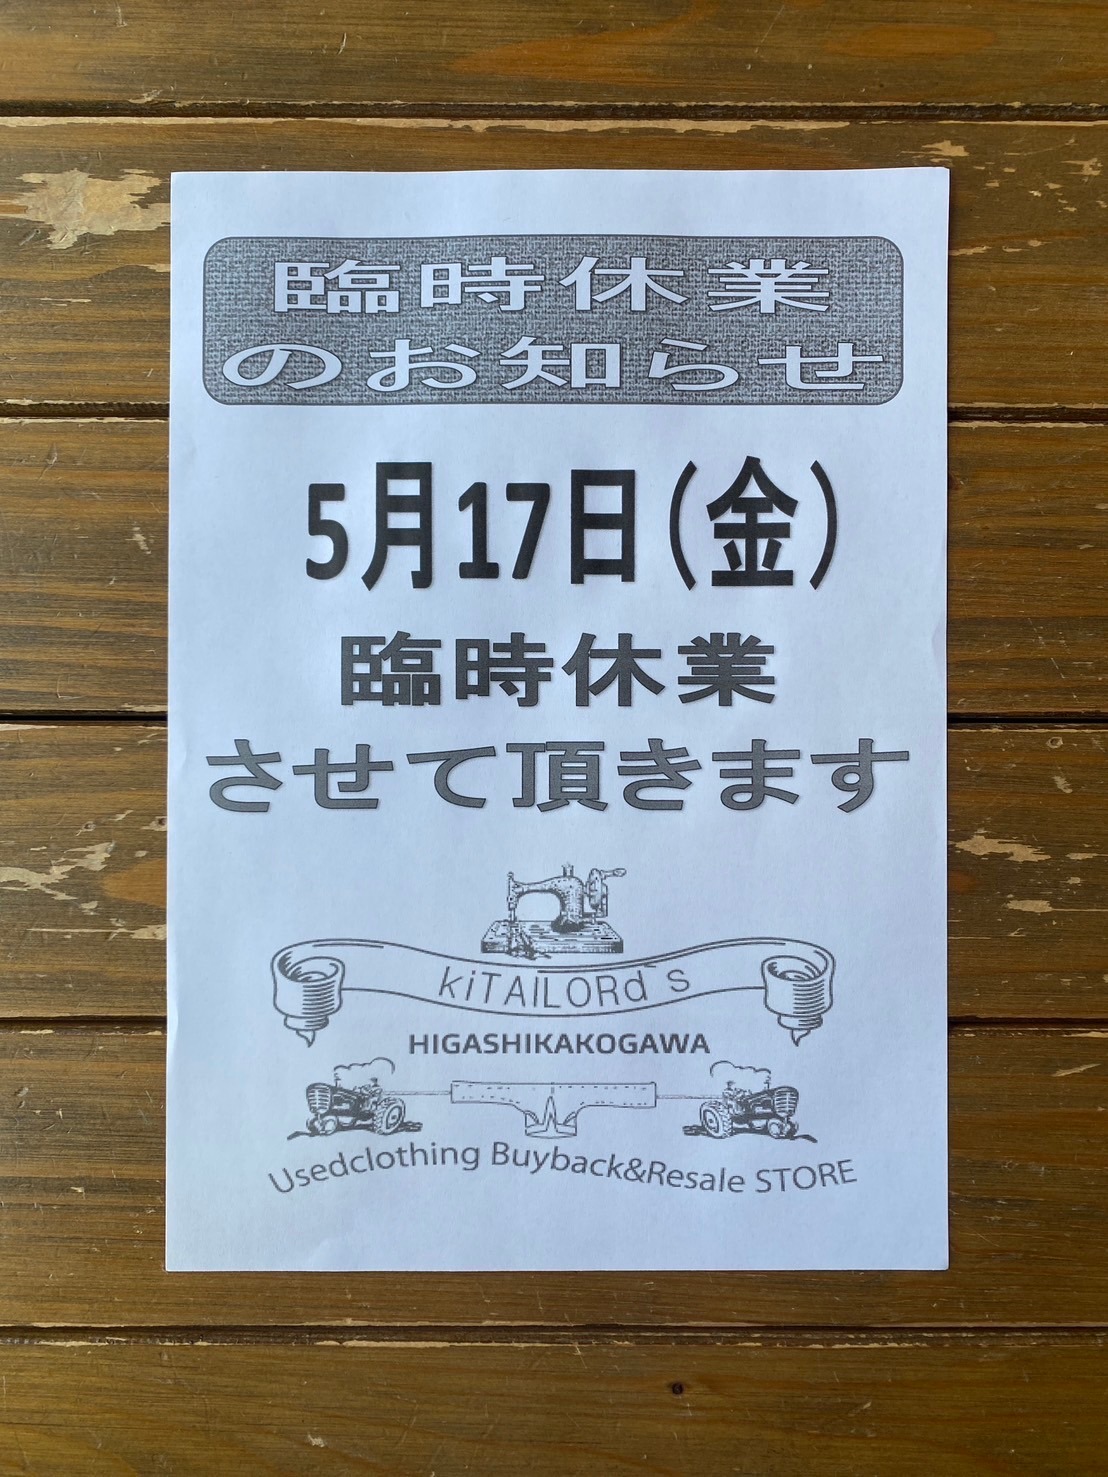 臨時休業
のお知らせ
5月17日(金)
臨時休業
させて頂きます
kiTAILORd`s
HIGASHIKAKOGAWA
Usedclothing Buyback&Resale STORE